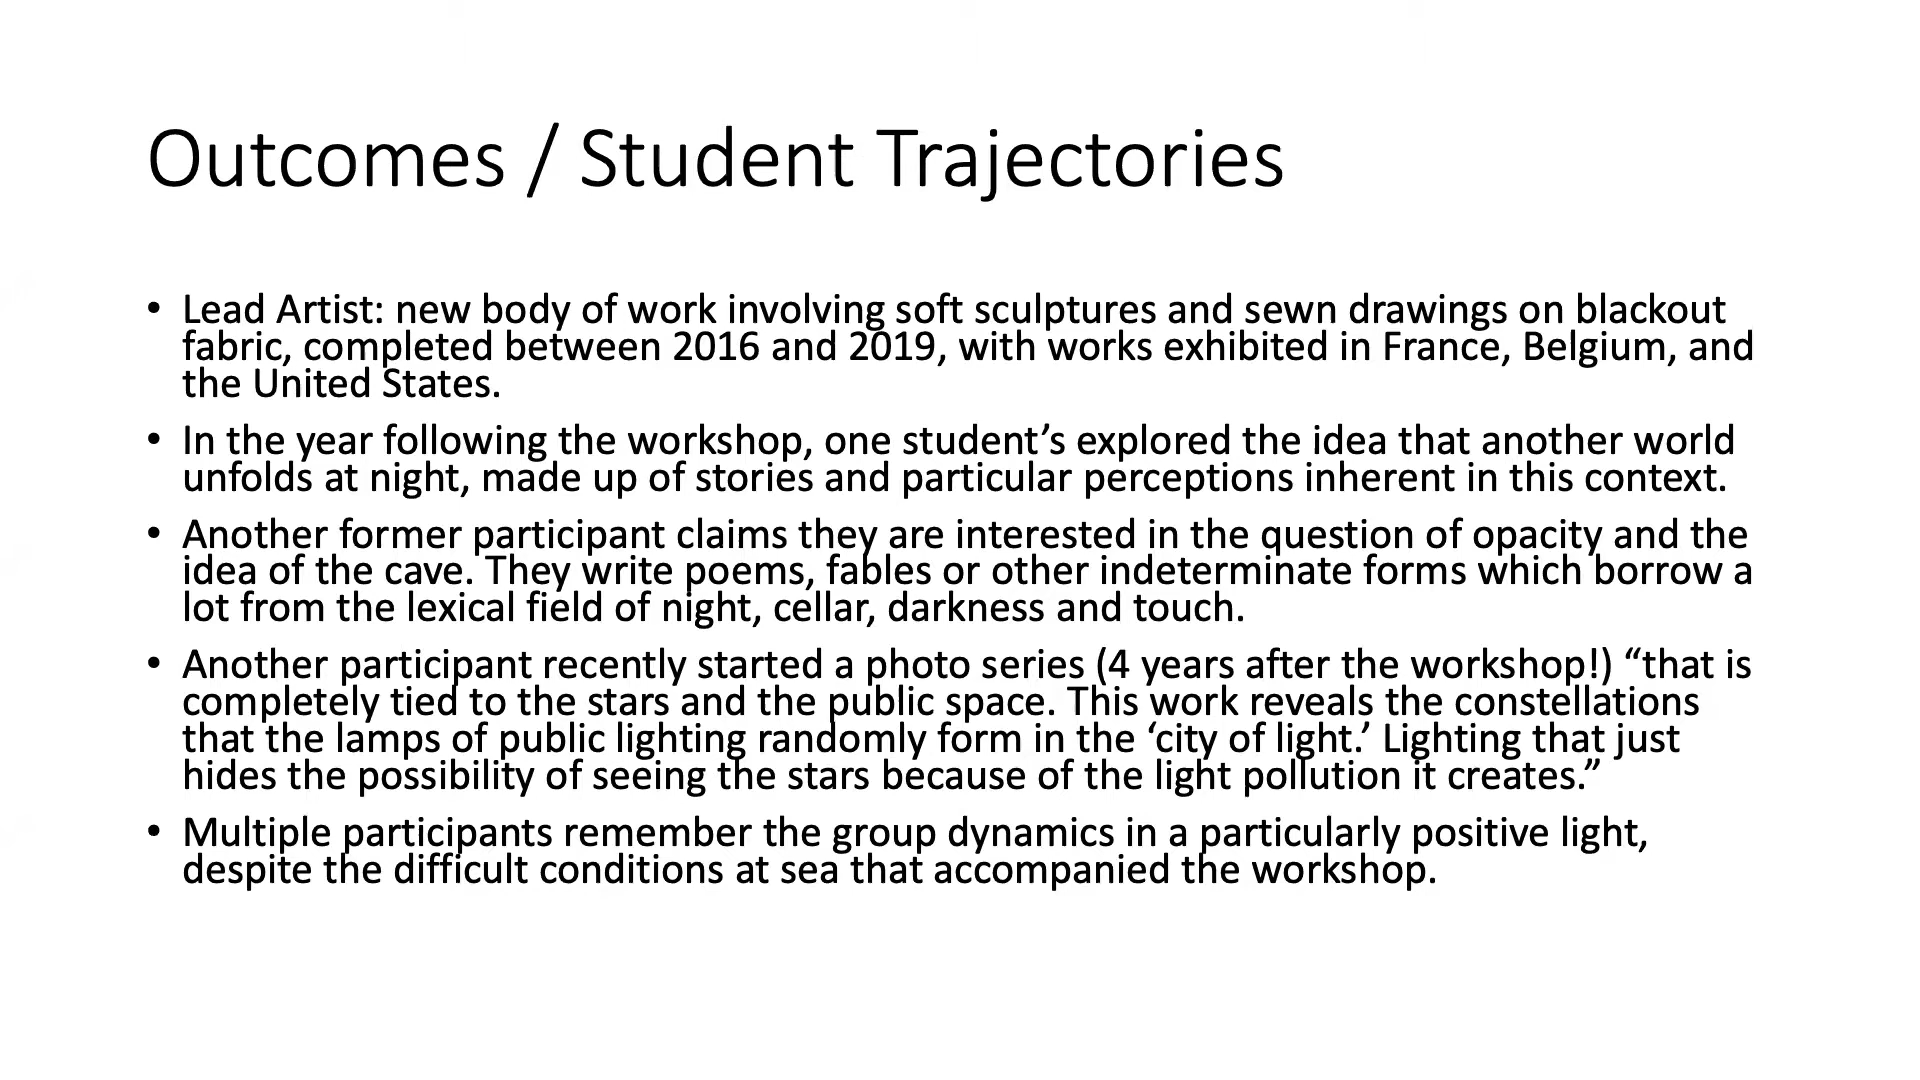 Outcomes / Student Trajectories
• Lead Artist: new body of work involving soft sculptures and sewn drawings on blackout
fabric, completed between 2016 and 2019, with works exhibited in France, Belgium, and
the United States.
• In the year following the workshop, one student’s explored the idea that another world
unfolds at night, made up of stories and particular perceptions inherent in this context.
• Another former participant claims they are interested in the question of opacity and the
idea of the cave. They write poems, fables or other indeterminate forms which borrow a
lot from the lexical field of night, cellar, darkness and touch.
• Another participant recently started a photo series (4 years after the workshop!) “that is
completely tied to the stars and the public space. This work reveals the constellations
that the lamps of public lighting randomly form in the ‘city of light.’ Lighting that just
hides the possibility of seeing the stars because of the light pollution it creates.”
• Multiple participants remember the group dynamics in a particularly positive light,
despite the difficult conditions at sea that accompanied the workshop.